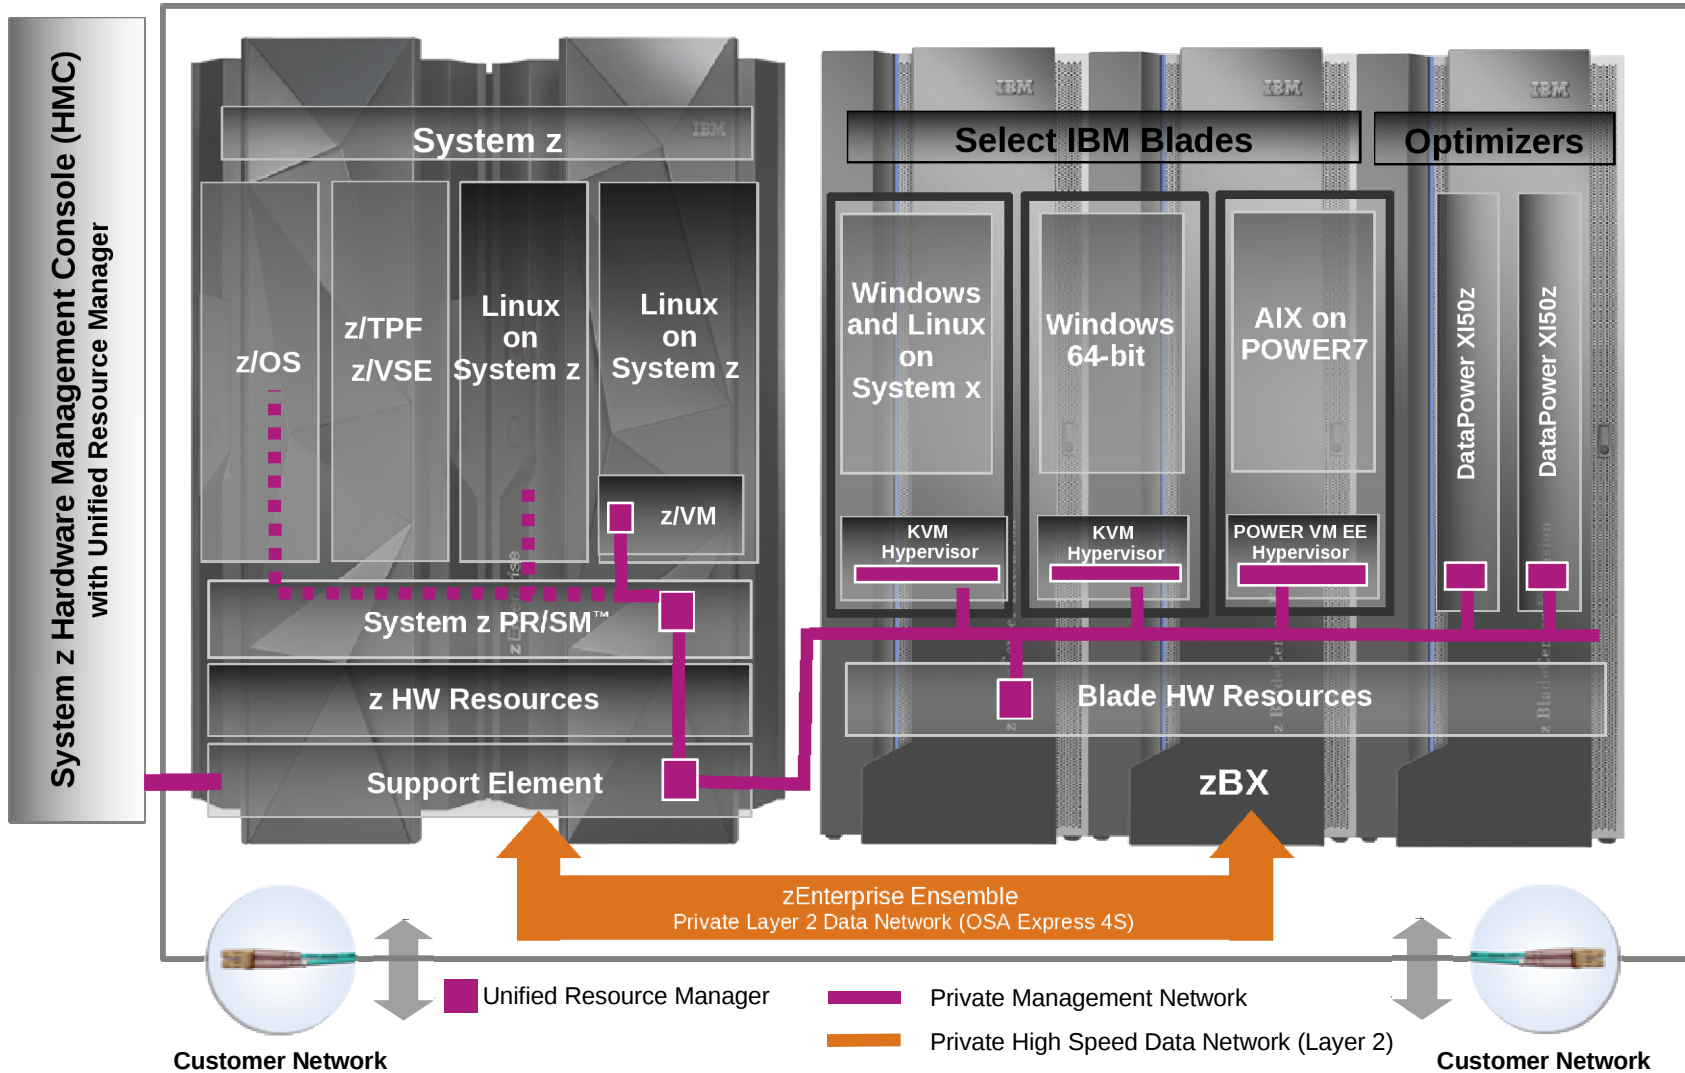 System z Hardware Management Console (HMC)
with Unified Resource Manager
System z
IBM
z/OS
z/TPF
z/VSE
Linux
on
System z
Linux
on
System z
z/VM
System z PR/SM™
z HW Resources
Support Element
IBM
IBM
IBM
Select IBM Blades
Optimizers
Windows
and Linux
on
System x
Windows
64-bit
AIX on
POWER7
DataPower XI50z
DataPower XI50z
KVM
Hypervisor
KVM
Hypervisor
POWER VM EE
Hypervisor
Blade HW Resources
zBX
zEnterprise Ensemble
Private Layer 2 Data Network (OSA Express 4S)
Unified Resource Manager
Private Management Network
Private High Speed Data Network (Layer 2)
Customer Network
Customer Network